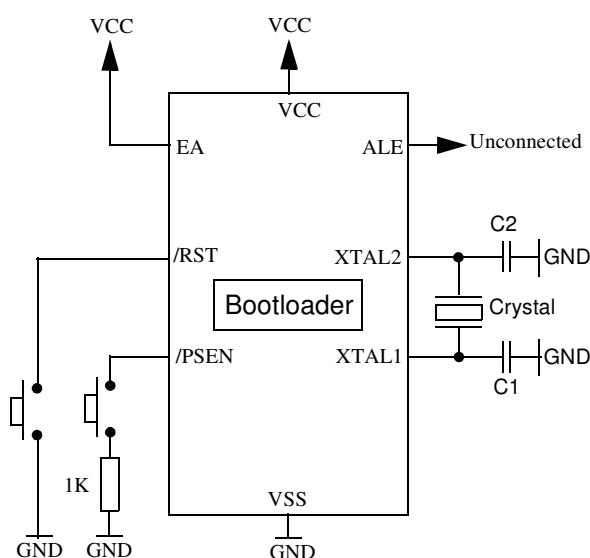 VCC
VCC
VCC
EA
ALE
Unconnected
C2
/RST
XTAL2
GND
Bootloader
Crystal
/PSEN
XTAL1
GND
C1
1K
VSS
GND
GND
GND